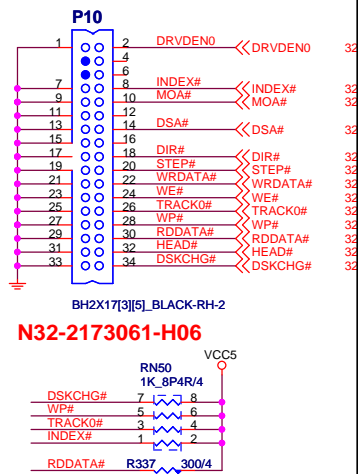 P10
1 2 DRVDEN0 DRVDEN0 32
4
6
7 8 INDEX# INDEX# 32
9 10 MOA# MOA# 32
11 12
13 14 DSA# DSA# 32
15 16
17 18 DIR# DIR# 32
19 20 STEP# STEP# 32
21 22 WRDATA# WRDATA# 32
23 24 WE# WE# 32
25 26 TRACK0# TRACK0# 32
27 28 WP# WP# 32
29 30 RDDATA# RDDATA# 32
31 32 HEAD# HEAD# 32
33 34 DSKCHG# DSKCHG# 32
BH2X17[3][5]_BLACK-RH-2
N32-2173061-H06
VCC5
RN50
1K_8P4R/4
DSKCHG# 7 8
WP# 5 6
TRACK0# 3 4
INDEX# 1 2
RDDATA# R337 300/4